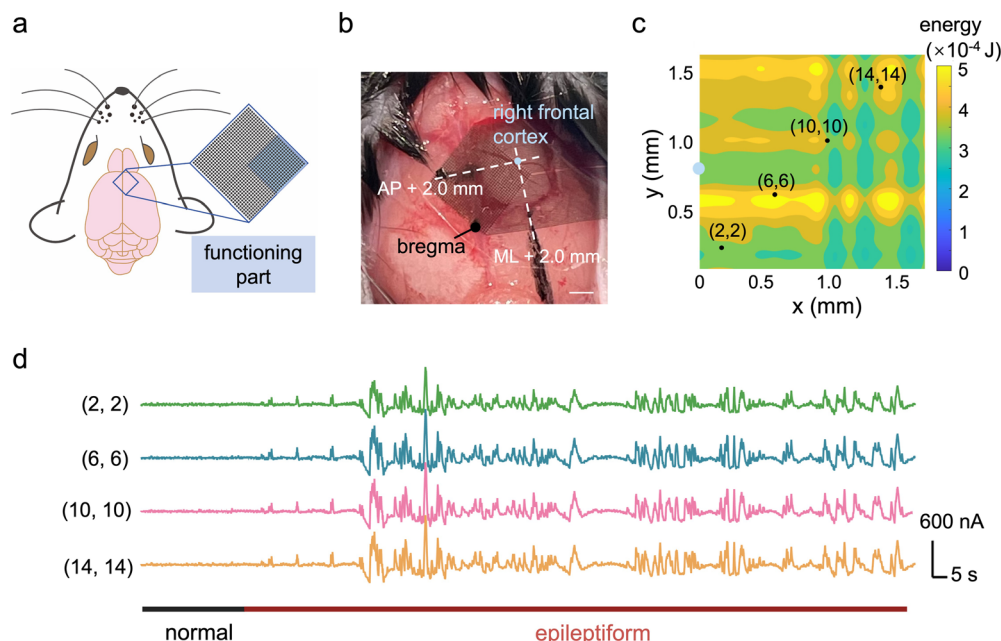 a
functioning
part
b
right frontal
cortex
AP + 2.0 mm
bregma
ML + 2.0 mm
c
energy
(×10⁻⁴ J)
1.5
1.0
0.5
y (mm)
0
0.5
1.0
1.5
x (mm)
(14,14)
(10,10)
(6,6)
(2,2)
5
4
3
2
1
0
d
(2, 2)
(6, 6)
(10, 10)
(14, 14)
600 nA
5 s
normal
epileptiform